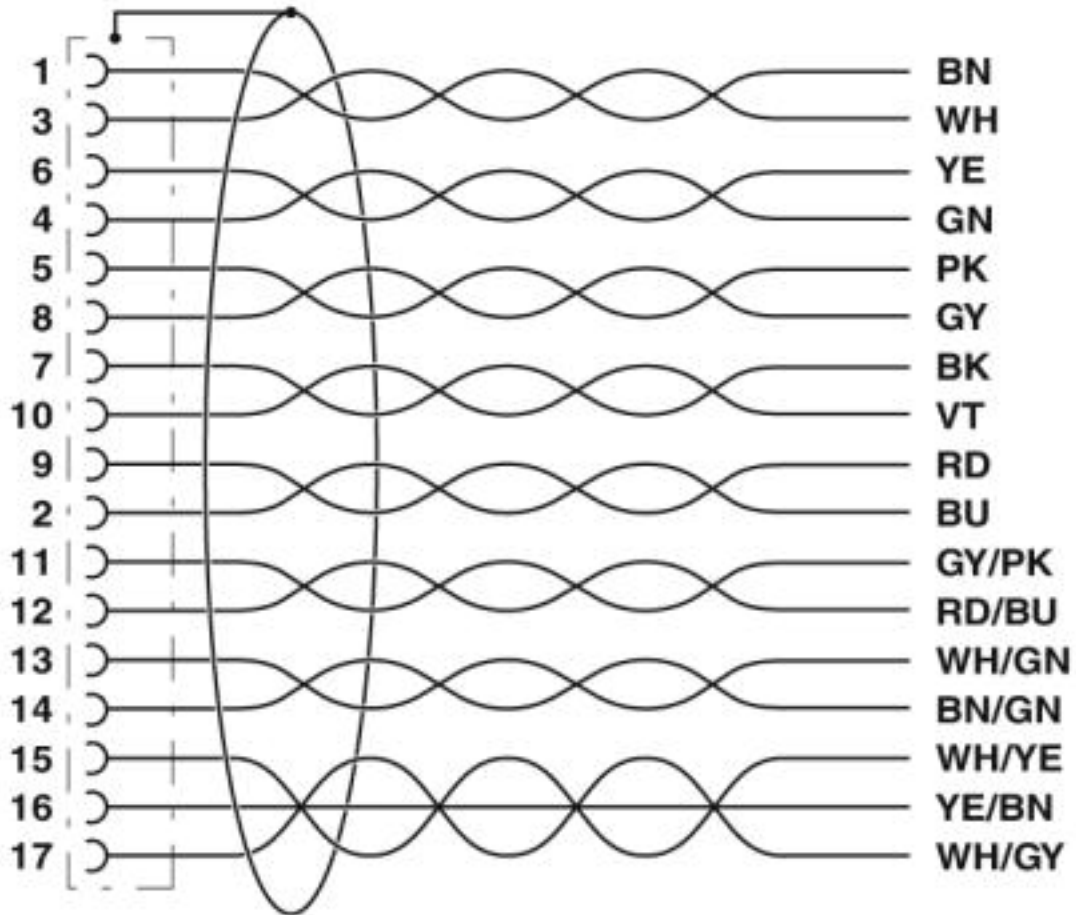 1 BN
3 WH
6 YE
4 GN
5 PK
8 GY
7 BK
10 VT
9 RD
2 BU
11 GY/PK
12 RD/BU
13 WH/GN
14 BN/GN
15 WH/YE
16 YE/BN
17 WH/GY